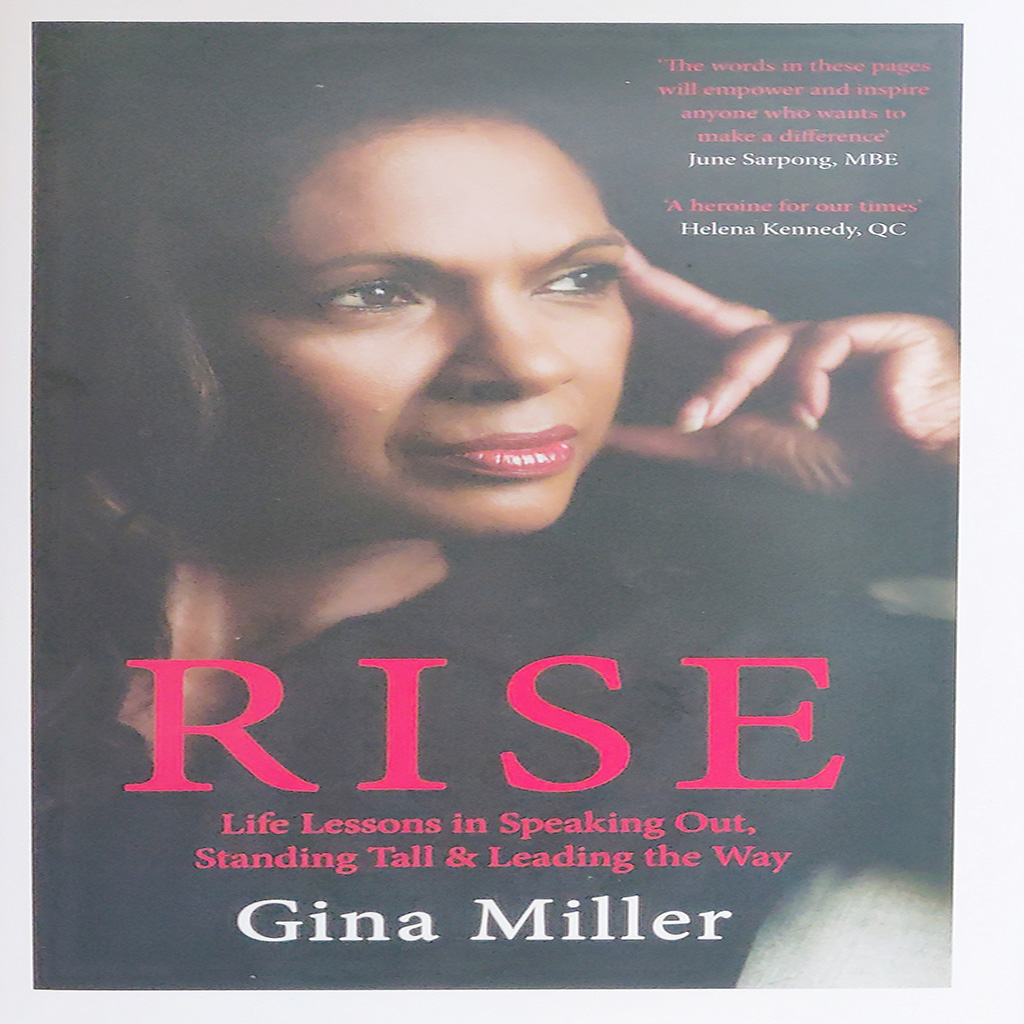 'The words in these pages
will empower and inspire
anyone who wants to
make a difference'
June Sarpong, MBE
'A heroine for our times'
Helena Kennedy, QC
RISE
Life Lessons in Speaking Out,
Standing Tall & Leading the Way
Gina Miller